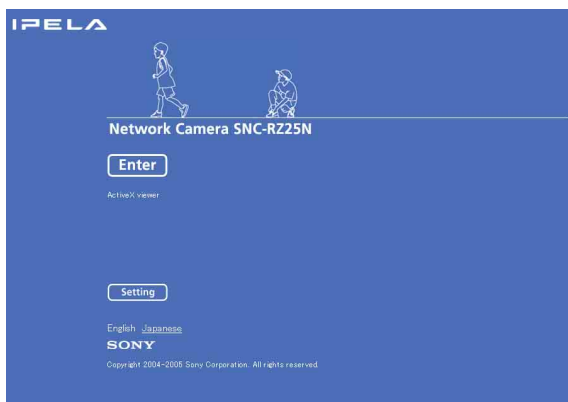 IPELA
Network Camera SNC-RZ25N
Enter
ActiveX viewer
Setting
English Japanese
SONY
Copyright 2004-2005 Sony Corporation. All rights reserved.